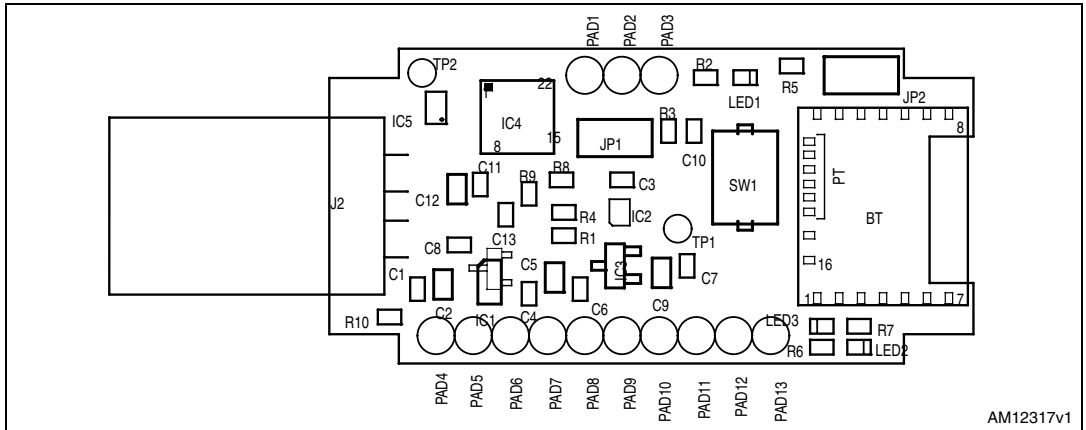 PAD1
PAD2
PAD3
TP2
R2
R5
LED1
JP2
22
IC5
IC4
15
8
JP1
R3
C10
8
C11
R9
R8
C3
SW1
PT
C12
J2
R4
IC2
BT
C13
R1
TP1
C8
C1
C5
IC3
C7
16
C2
IC1
C4
C6
C9
1
7
R10
LED3
R7
R6
LED2
PAD4
PAD5
PAD6
PAD7
PAD8
PAD9
PAD10
PAD11
PAD12
PAD13
AM12317v1